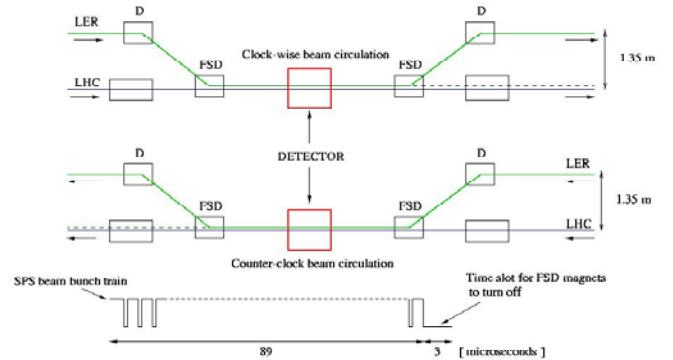 D
D
LER
Clock-wise beam circulation
FSD
FSD
1.35 m
LHC
DETECTOR
D
D
LER
FSD
FSD
1.35 m
LHC
Counter-clock beam circulation
SPS beam bunch train
Time slot for FSD magnets
to turn off
89
3
[ microseconds ]